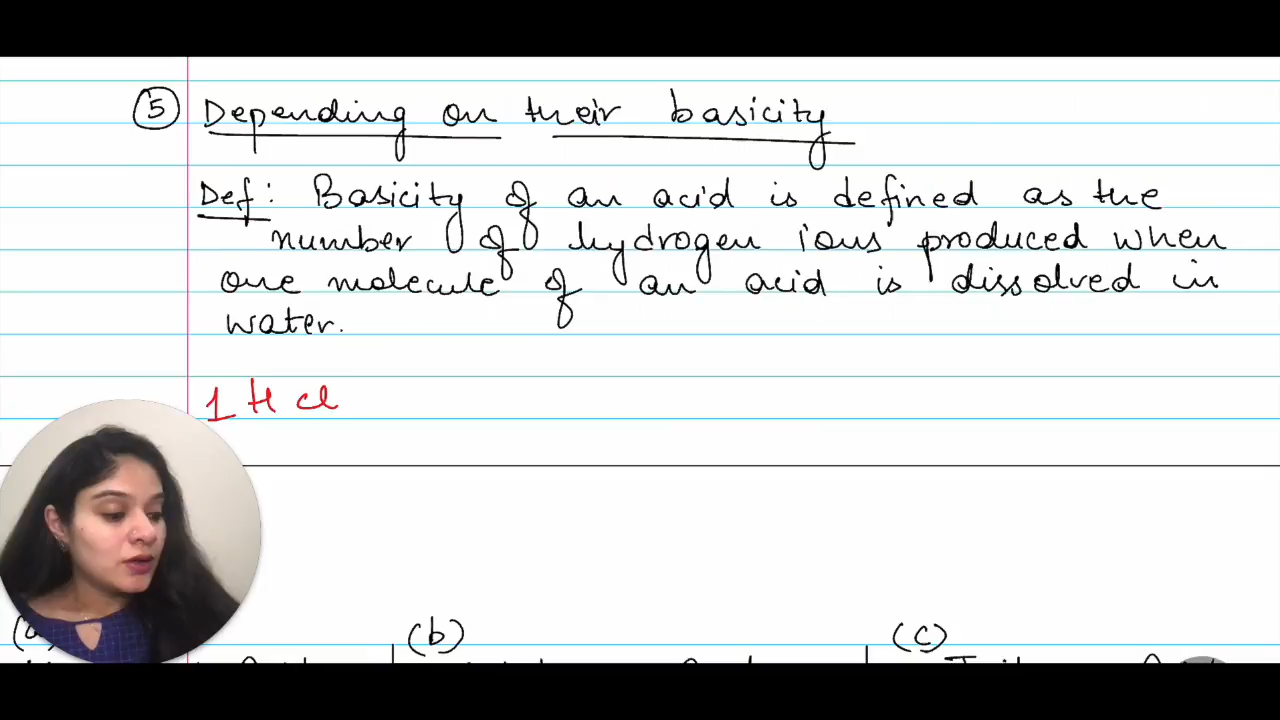 5 Depending on their basicity
Def: Basicity of an acid is defined as the
number of hydrogen ions produced when
one molecule of an acid is dissolved in
water.
1 H Cl
(a) (b) (c)